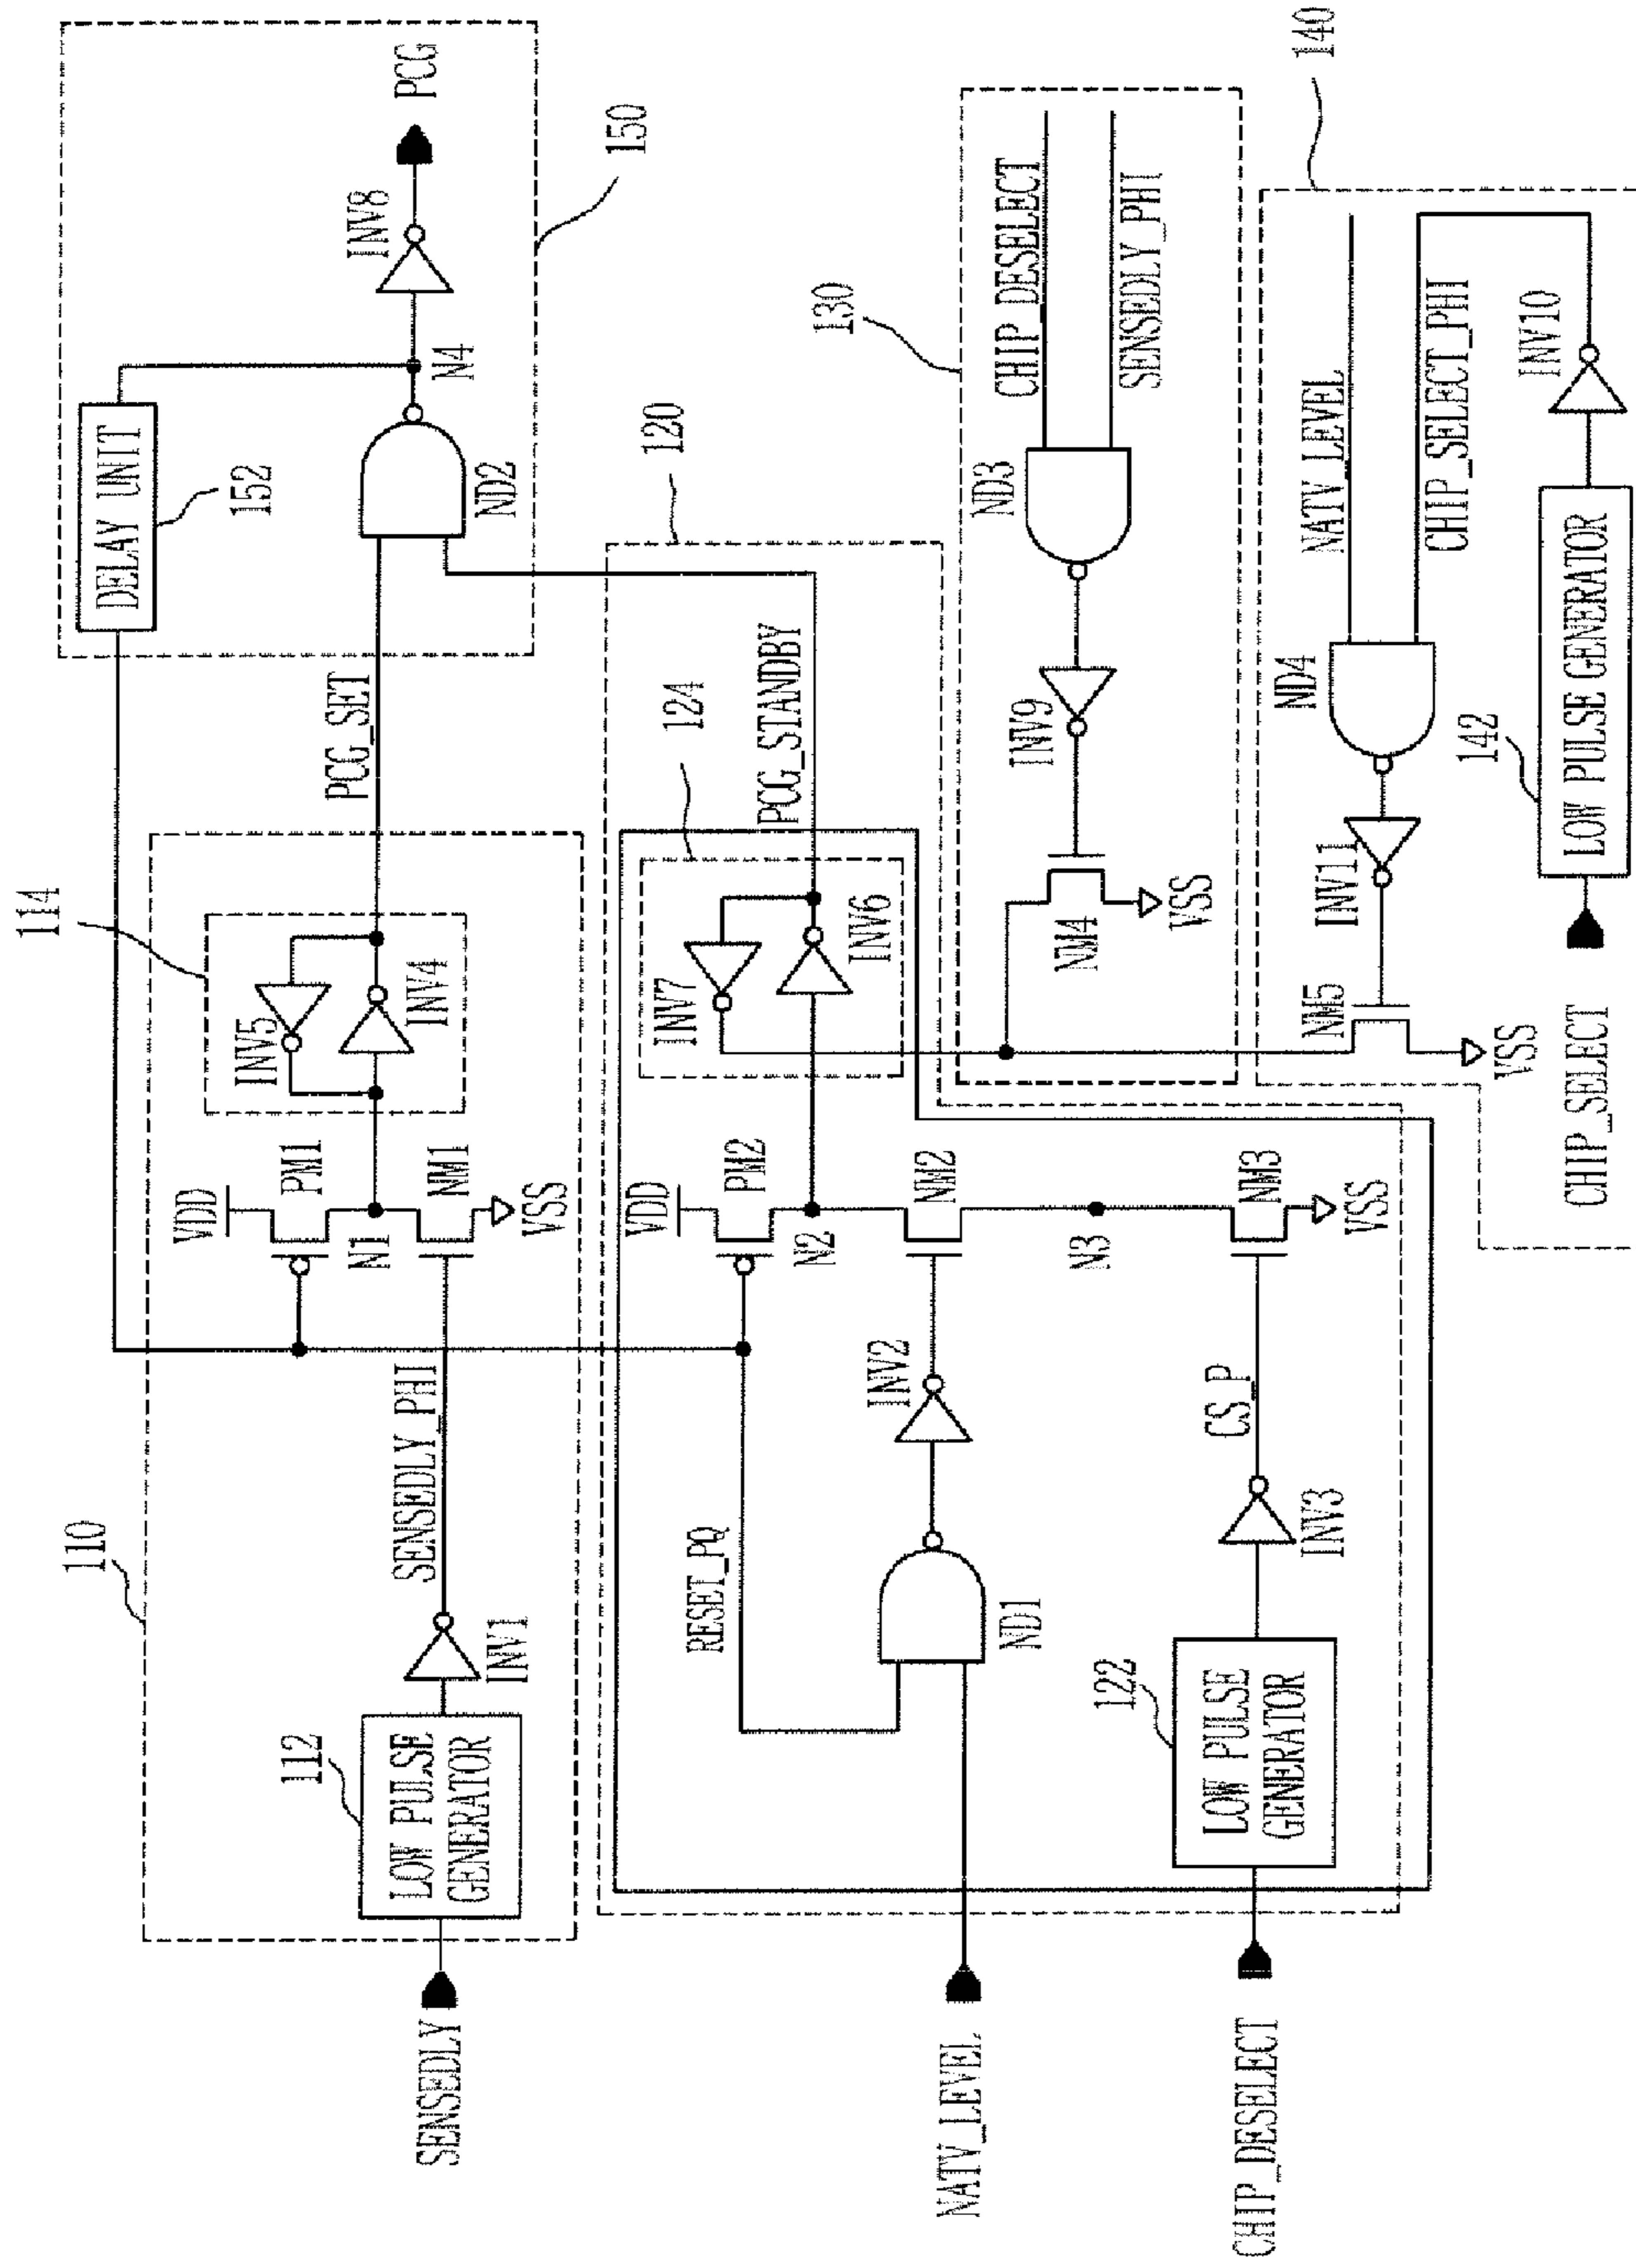 110
SENSEDLY
LOW PULSE
GENERATOR
112
INV1
SENSEDLY_PHI
VDD
PM1
N1
NM1
VSS
114
INV5
INV4
PCG_SET
DELAY UNIT
152
ND2
N4
INV8
PCG
150
120
NATV_LEVEL
CHIP_DESELECT
RESET_PQ
ND1
INV2
LOW PULSE
GENERATOR
122
INV3
CS_P
VDD
PM2
N2
NM2
N3
NM3
VSS
124
INV7
INV6
PCG_STANDBY
130
CHIP_DESELECT
SENSEDLY_PHI
ND3
INV9
NM4
VSS
140
NATV_LEVEL
CHIP_SELECT_PHI
ND4
INV11
NM5
VSS
INV10
LOW PULSE GENERATOR
142
CHIP_SELECT